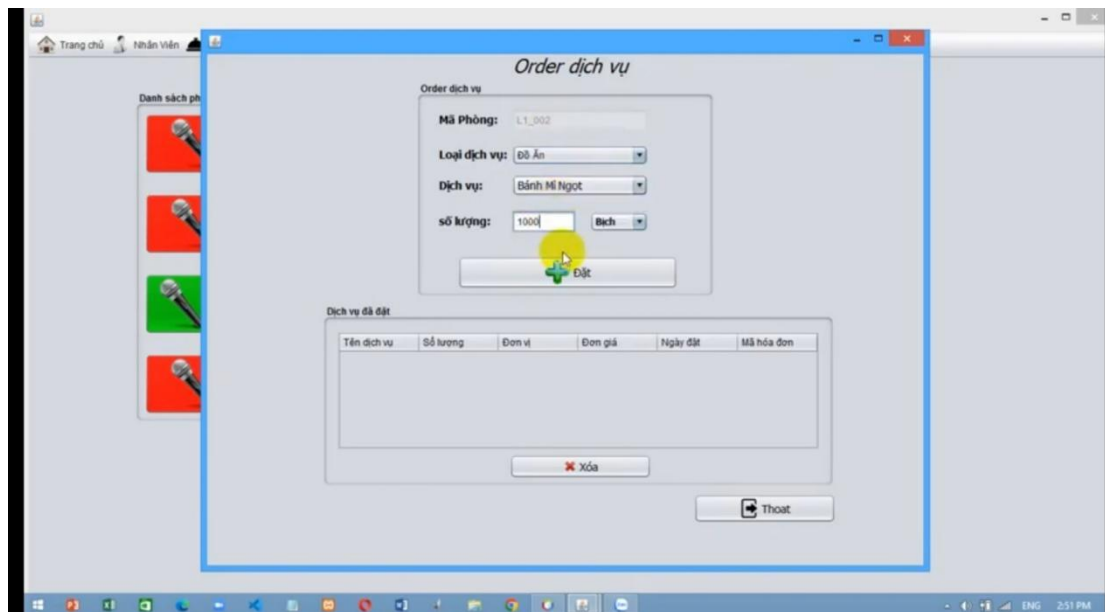 Trang chủ Nhân Viên
Order dịch vụ
Danh sách ph
Order dịch vụ
Mã Phòng: L1_002
Loại dịch vụ: Đồ Ăn
Dịch vụ: Bánh Mì Ngọt
số lượng: 1000 Bịch
Đặt
Dịch vụ đã đặt
Tên dịch vụ Số lượng Đơn vị Đơn giá Ngày đặt Mã hóa đơn
Xóa
Thoat
ENG 2:51 PM